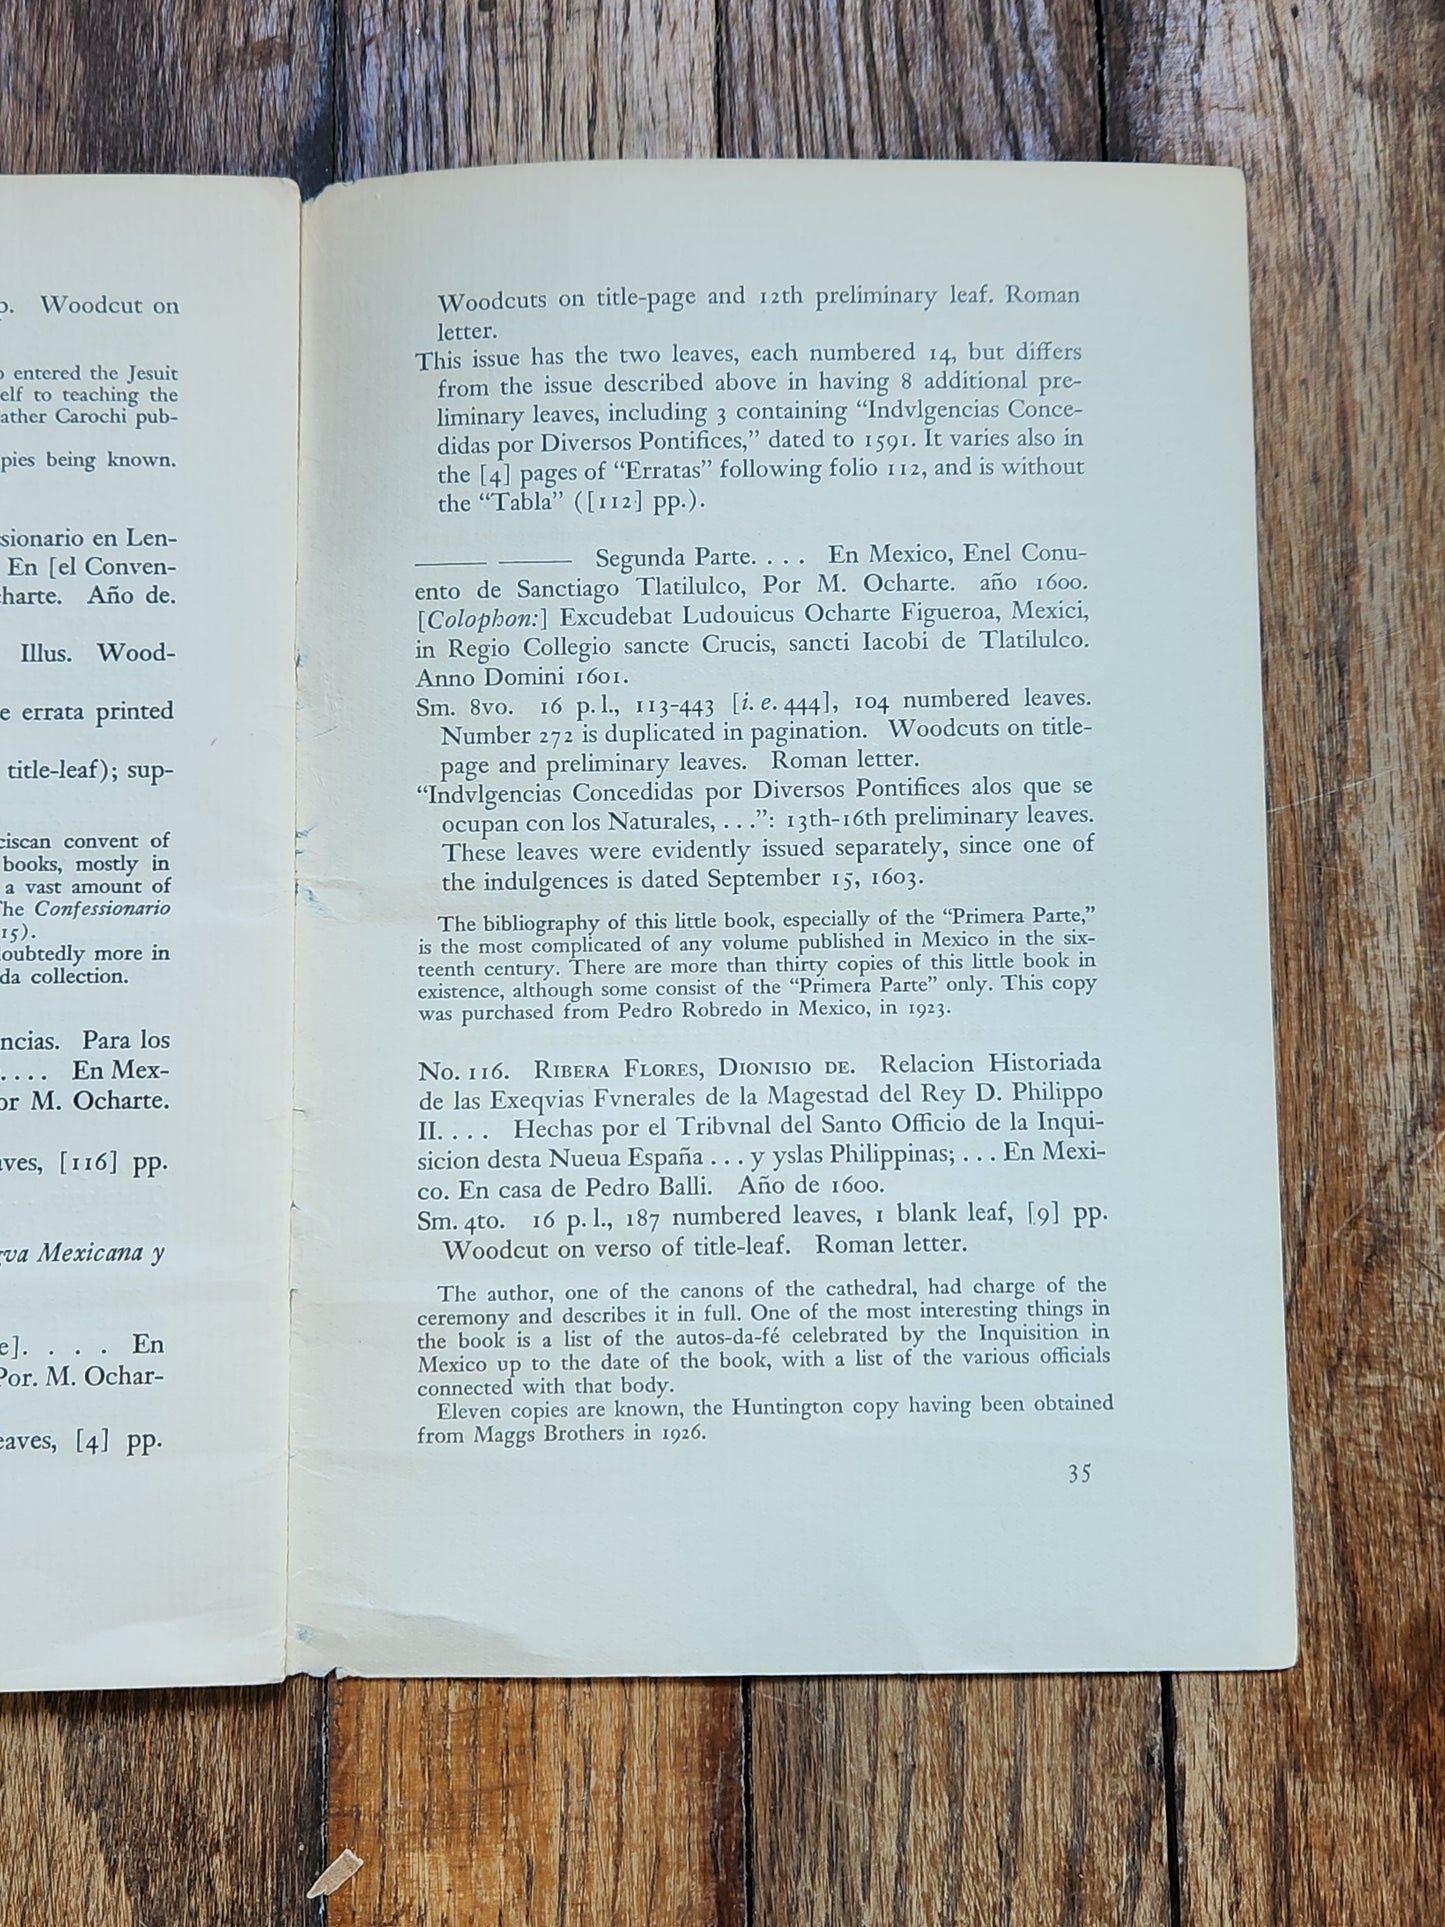 Woodcut on
entered the Jesuit
elf to teaching the
ather Carochi pub-
pies being known.
sionario en Len-
En [el Conven-
harte. Año de.
Illus. Wood-
e errata printed
title-leaf); sup-
ciscan convent of
books, mostly in
a vast amount of
The Confessionario
15).
doubtedly more in
da collection.
ncias. Para los
. . . . En Mex-
or M. Ocharte.
aves, [116] pp.
gva Mexicana y
e]. . . . . En
Por. M. Ochar-
eaves, [4] pp.
Woodcuts on title-page and 12th preliminary leaf. Roman
letter.
This issue has the two leaves, each numbered 14, but differs
from the issue described above in having 8 additional pre-
liminary leaves, including 3 containing “Indvlgencias Conce-
didas por Diversos Pontifices,” dated to 1591. It varies also in
the [4] pages of “Erratas” following folio 112, and is without
the “Tabla” ([112] pp.).
——— ——— Segunda Parte. . . . En Mexico, Enel Conu-
ento de Sanctiago Tlatilulco, Por M. Ocharte. año 1600.
[Colophon:] Excudebat Ludouicus Ocharte Figueroa, Mexici,
in Regio Collegio sancte Crucis, sancti Iacobi de Tlatilulco.
Anno Domini 1601.
Sm. 8vo. 16 p. l., 113-443 [i. e. 444], 104 numbered leaves.
Number 272 is duplicated in pagination. Woodcuts on title-
page and preliminary leaves. Roman letter.
“Indvlgencias Concedidas por Diversos Pontifices alos que se
ocupan con los Naturales, . . .”: 13th-16th preliminary leaves.
These leaves were evidently issued separately, since one of
the indulgences is dated September 15, 1603.
The bibliography of this little book, especially of the “Primera Parte,”
is the most complicated of any volume published in Mexico in the six-
teenth century. There are more than thirty copies of this little book in
existence, although some consist of the “Primera Parte” only. This copy
was purchased from Pedro Robredo in Mexico, in 1923.
No. 116. Ribera Flores, Dionisio de. Relacion Historiada
de las Exeqvias Fvnerales de la Magestad del Rey D. Philippo
II. . . . Hechas por el Tribvnal del Santo Officio de la Inqui-
sicion desta Nueua España . . . y yslas Philippinas; . . . En Mexi-
co. En casa de Pedro Balli. Año de 1600.
Sm. 4to. 16 p. l., 187 numbered leaves, 1 blank leaf, [9] pp.
Woodcut on verso of title-leaf. Roman letter.
The author, one of the canons of the cathedral, had charge of the
ceremony and describes it in full. One of the most interesting things in
the book is a list of the autos-da-fé celebrated by the Inquisition in
Mexico up to the date of the book, with a list of the various officials
connected with that body.
Eleven copies are known, the Huntington copy having been obtained
from Maggs Brothers in 1926.
35